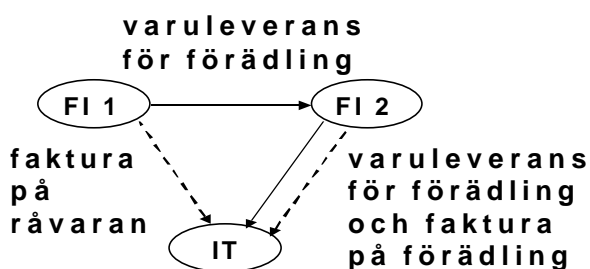 varuleverans
för förädling
FI 1
FI 2
faktura
på
råvaran
varuleverans
för förädling
och faktura
på förädling
IT